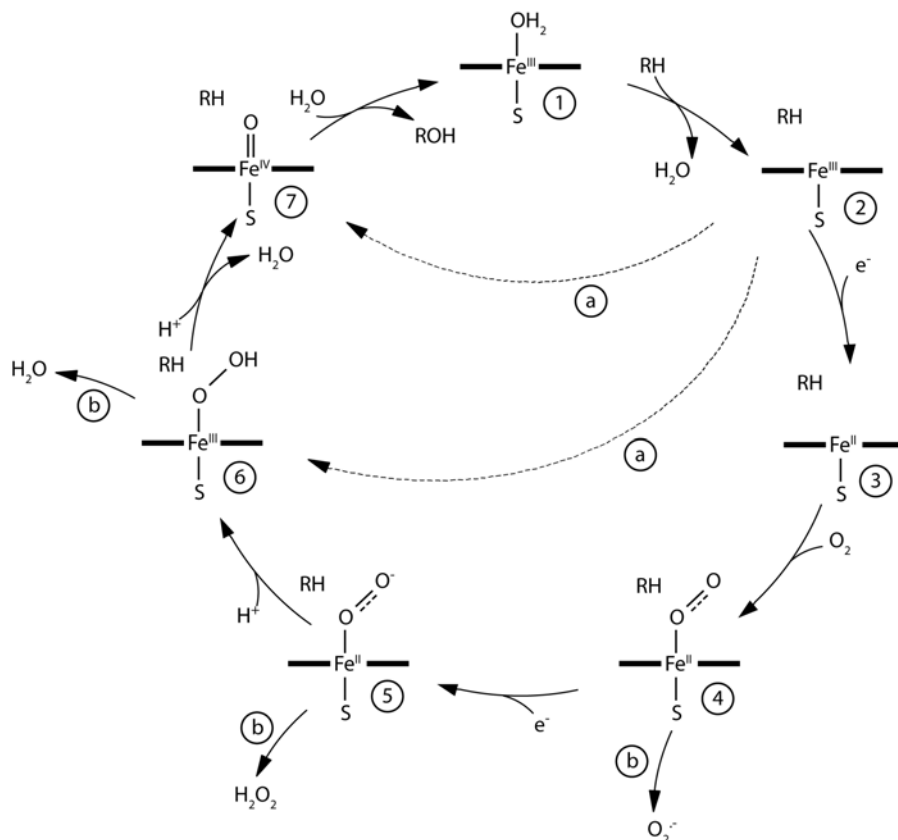 OH₂
Feᴵᴵᴵ
S
1
RH
H₂O
H₂O
ROH
RH
O
Feᴵⱽ
S
7
RH
Feᴵᴵᴵ
S
2
e⁻
a
H₂O
H⁺
RH
OH
O
Feᴵᴵᴵ
S
6
H₂O
b
a
RH
Feᴵᴵ
S
3
O₂
H⁺
RH
O⁻
O
Feᴵᴵ
S
5
b
H₂O₂
e⁻
RH
O
O
Feᴵᴵ
S
4
b
O₂·⁻